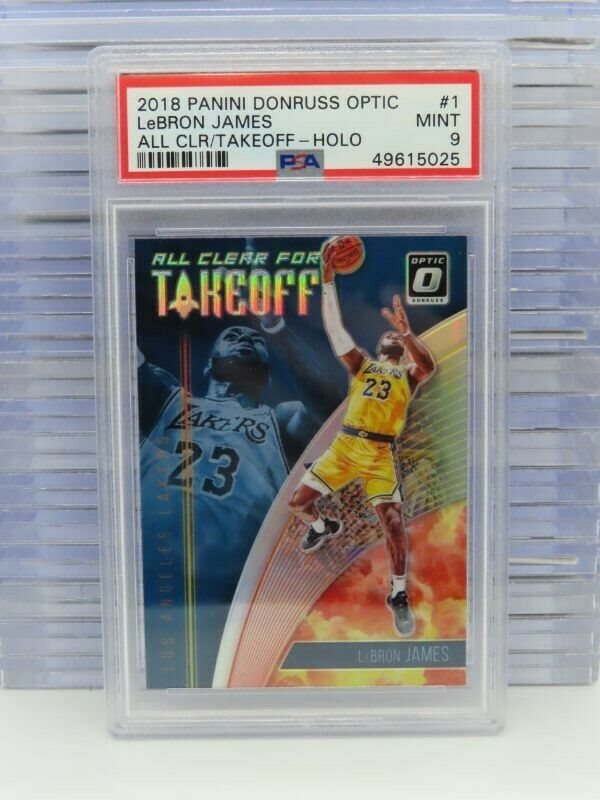 2018 PANINI DONRUSS OPTIC #1
LeBRON JAMES MINT
ALL CLR/TAKEOFF-HOLO 9
PSA 49615025
ALL CLEAR FOR
TAKEOFF
OPTIC
DONRUSS
LAKERS
23
LAKERS
23
LOS ANGELES LAKERS
LeBRON JAMES